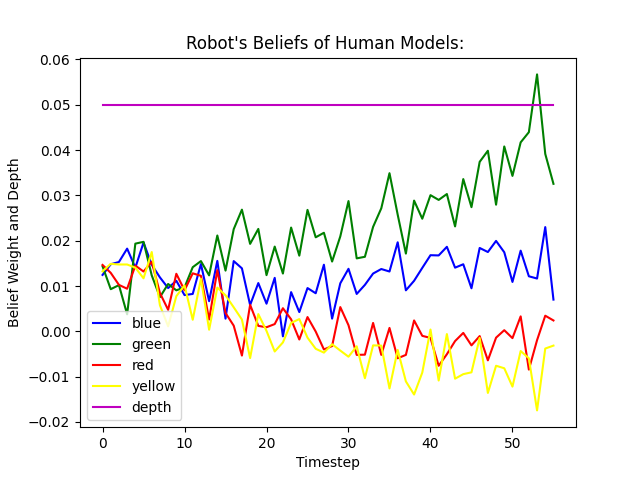 Robot's Beliefs of Human Models:
Belief Weight and Depth
0.06
0.05
0.04
0.03
0.02
0.01
0.00
−0.01
−0.02
blue
green
red
yellow
depth
0 10 20 30 40 50
Timestep